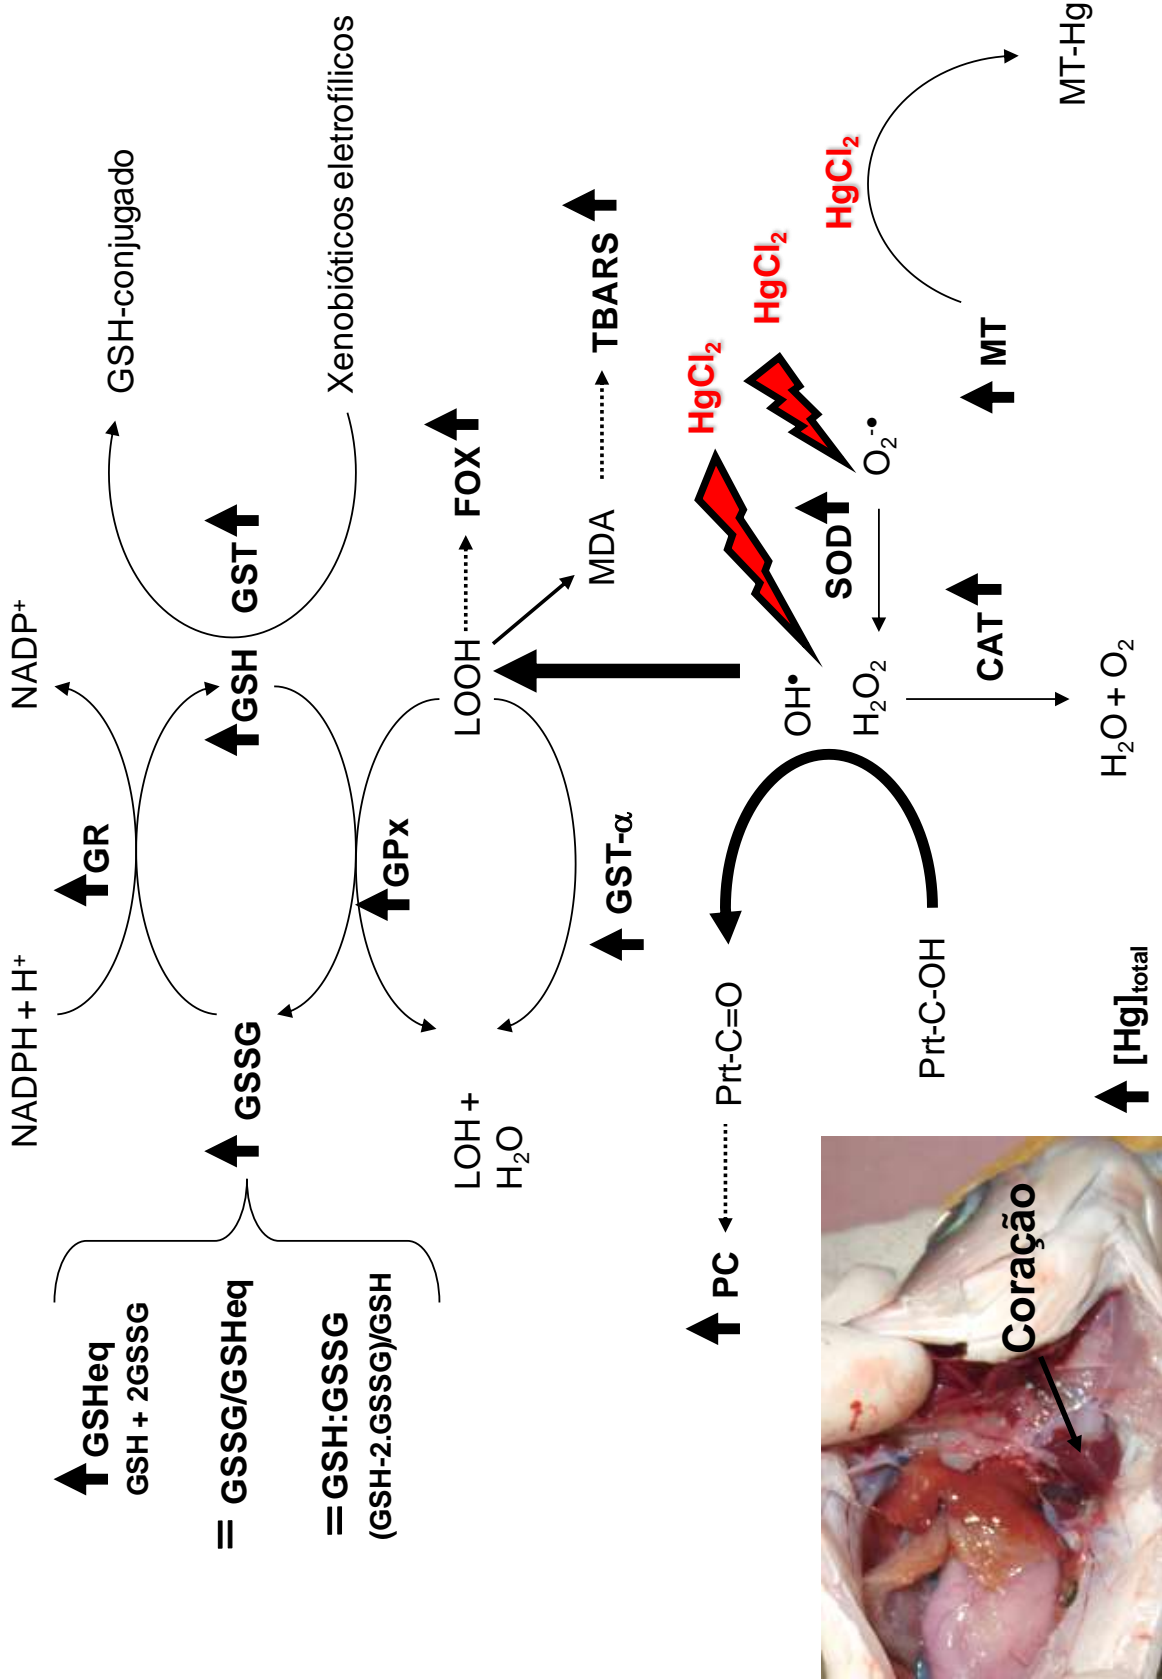 GSHeq
GSH + 2GSSG
= GSSG/GSHeq
= GSH:GSSG
(GSH-2.GSSG)/GSH
NADPH + H⁺
NADP⁺
GR
GSSG
GSH
GST
GSH-conjugado
Xenobióticos eletrofílicos
GPx
LOH +
H₂O
LOOH
FOX
GST-α
MDA
TBARS
PC
Prt-C=O
Prt-C-OH
OH•
H₂O₂
SOD
O₂⁻•
HgCl₂
HgCl₂
HgCl₂
CAT
H₂O + O₂
MT
MT-Hg
Coração
[Hg]total